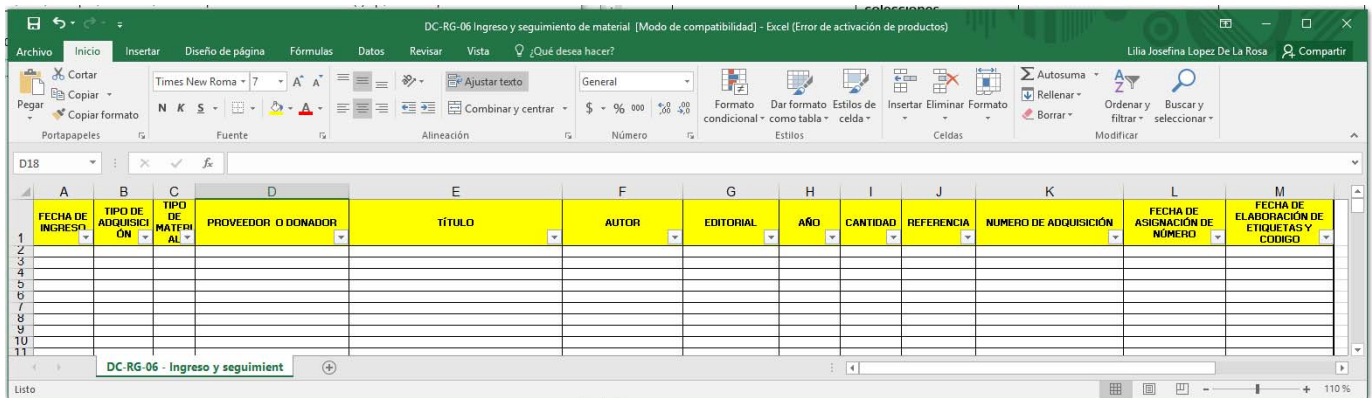 selecciones
DC-RG-06 Ingreso y seguimiento de material [Modo de compatibilidad] - Excel (Error de activación de productos)
Archivo Inicio Insertar Diseño de página Fórmulas Datos Revisar Vista ¿Qué desea hacer? Lilia Josefina Lopez De La Rosa Compartir
Pegar
Cortar
Copiar
Copiar formato
Portapapeles
Times New Roma 7
N K S
Fuente
Ajustar texto
Combinar y centrar
Alineación
General
$ % 000
Número
Formato condicional
Dar formato como tabla
Estilos de celda
Estilos
Insertar Eliminar Formato
Celdas
Autosuma
Rellenar
Borrar
Ordenar y filtrar
Buscar y seleccionar
Modificar
D18 fx
A B C D E F G H I J K L M
1
FECHA DE INGRESO
TIPO DE ADQUISICI ÓN
TIPO DE MATERI AL
PROVEEDOR O DONADOR
TÍTULO
AUTOR
EDITORIAL
AÑO
CANTIDAD
REFERENCIA
NUMERO DE ADQUISICIÓN
FECHA DE ASIGNACIÓN DE NÚMERO
FECHA DE ELABORACIÓN DE ETIQUETAS Y CODIGO
2
3
4
5
6
7
8
9
10
11
DC-RG-06 - Ingreso y seguimient
Listo 110 %